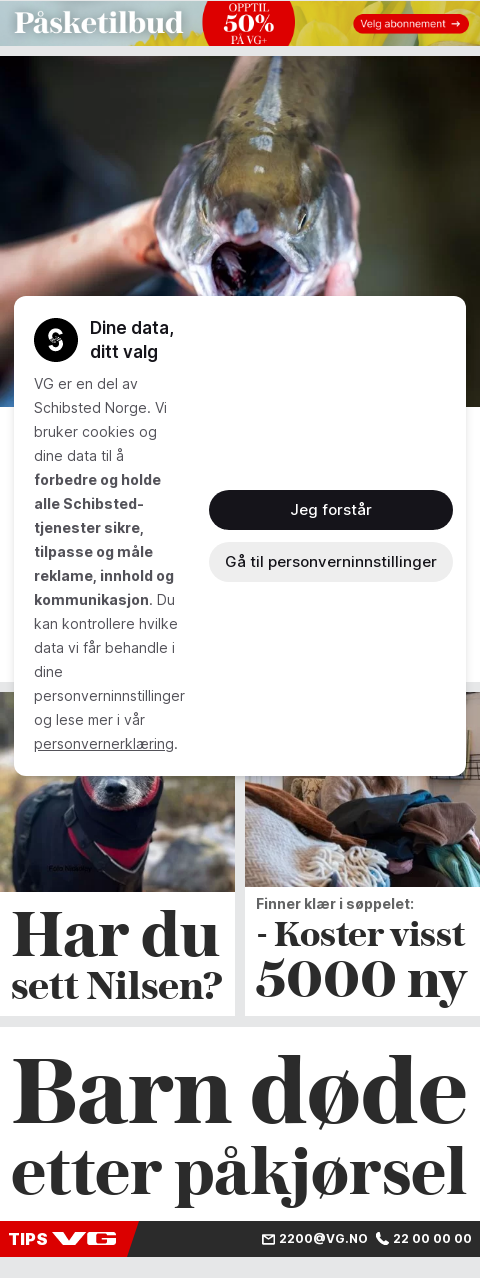 Påsketilbud
OPPTIL
50%
PÅ VG+
Velg abonnement →
Dine data,
ditt valg
VG er en del av
Schibsted Norge. Vi
bruker cookies og
dine data til å
forbedre og holde
alle Schibsted-
tjenester sikre,
tilpasse og måle
reklame, innhold og
kommunikasjon. Du
kan kontrollere hvilke
data vi får behandle i
dine
personverninnstillinger
og lese mer i vår
personvernerklæring.
Jeg forstår
Gå til personverninnstillinger
Har du
sett Nilsen?
Finner klær i søppelet:
- Koster visst
5000 ny
Barn døde
etter påkjørsel
TIPS VG
2200@VG.NO
22 00 00 00